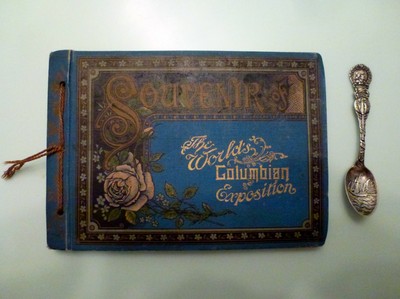 SOUVENIR of
The
World's
Columbian
Exposition